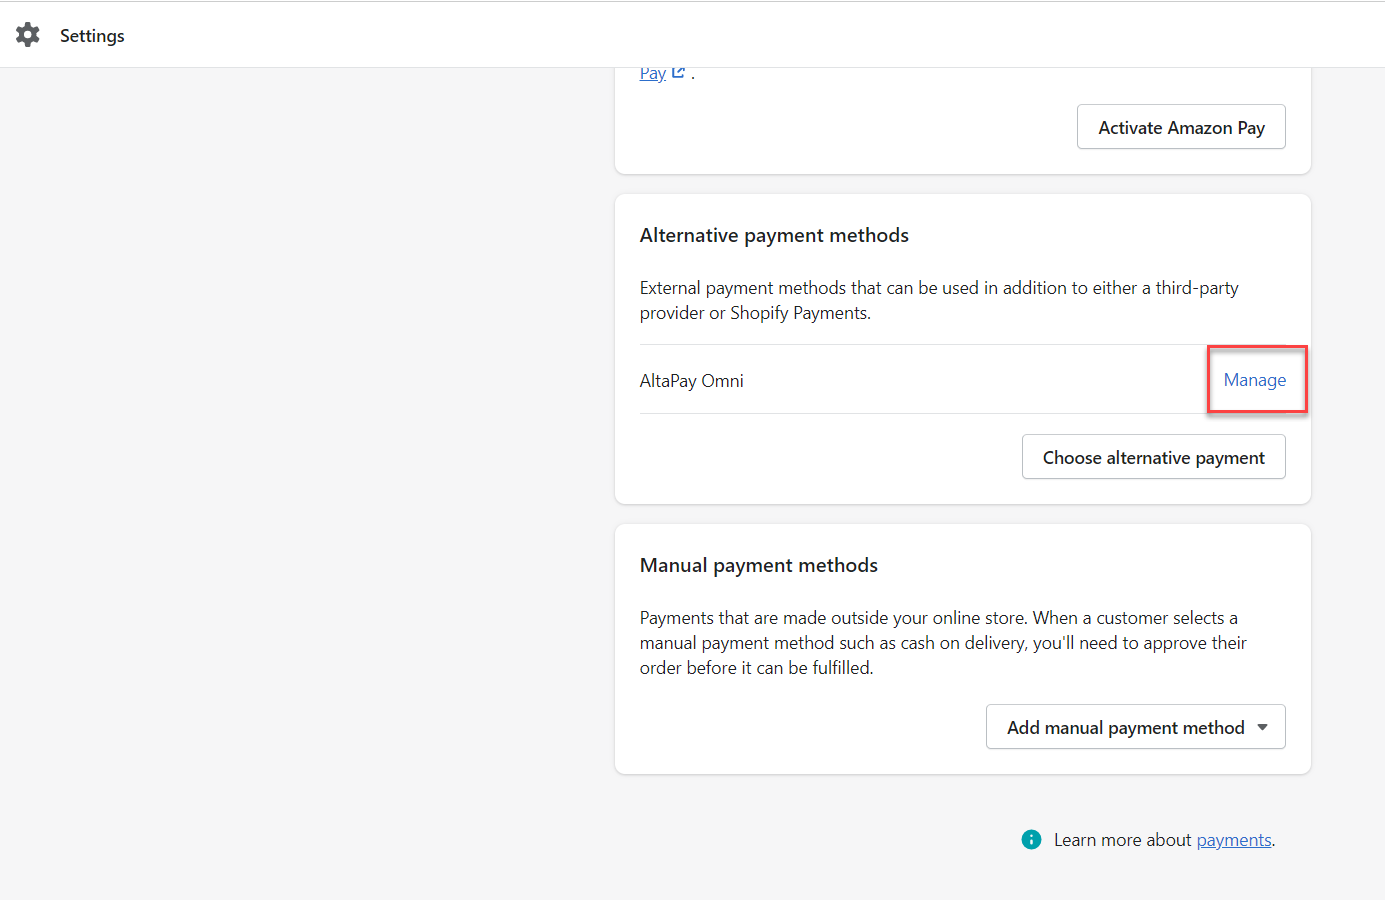 Settings
Pay .
Activate Amazon Pay
Alternative payment methods
External payment methods that can be used in addition to either a third-party
provider or Shopify Payments.
AltaPay Omni
Manage
Choose alternative payment
Manual payment methods
Payments that are made outside your online store. When a customer selects a
manual payment method such as cash on delivery, you'll need to approve their
order before it can be fulfilled.
Add manual payment method
Learn more about payments.